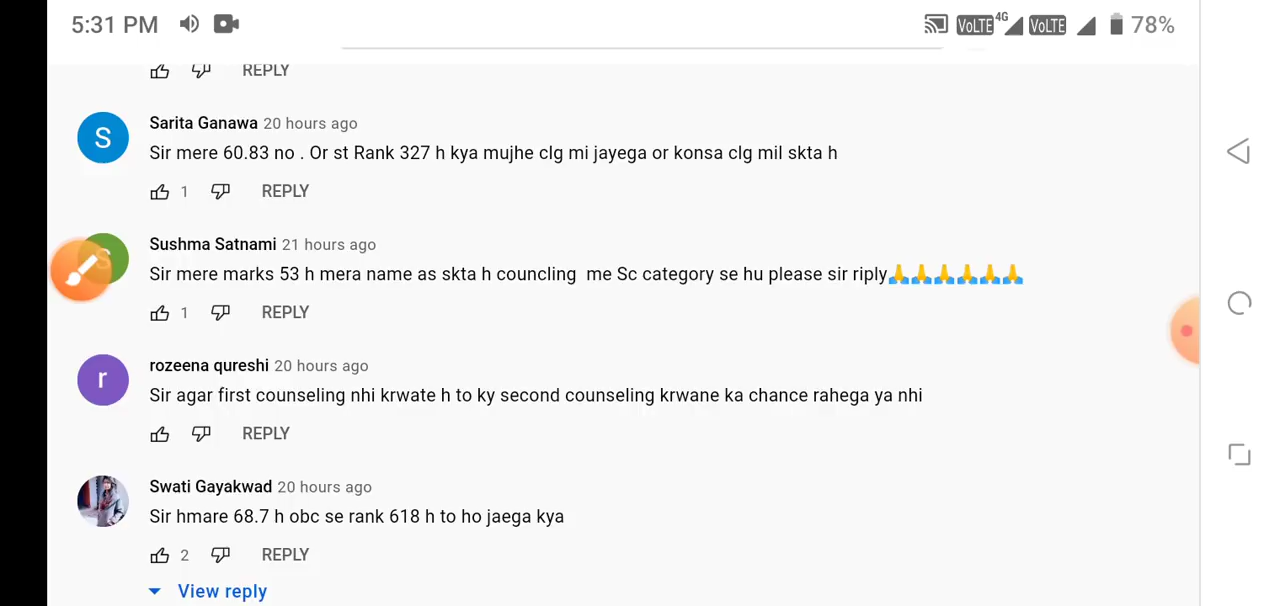 5:31 PM VoLTE 4G VoLTE 78%
REPLY
S Sarita Ganawa 20 hours ago
Sir mere 60.83 no . Or st Rank 327 h kya mujhe clg mi jayega or konsa clg mil skta h
1 REPLY
Sushma Satnami 21 hours ago
Sir mere marks 53 h mera name as skta h councling me Sc category se hu please sir riply🙏🙏🙏🙏🙏🙏
1 REPLY
r rozeena qureshi 20 hours ago
Sir agar first counseling nhi krwate h to ky second counseling krwane ka chance rahega ya nhi
REPLY
Swati Gayakwad 20 hours ago
Sir hmare 68.7 h obc se rank 618 h to ho jaega kya
2 REPLY
View reply